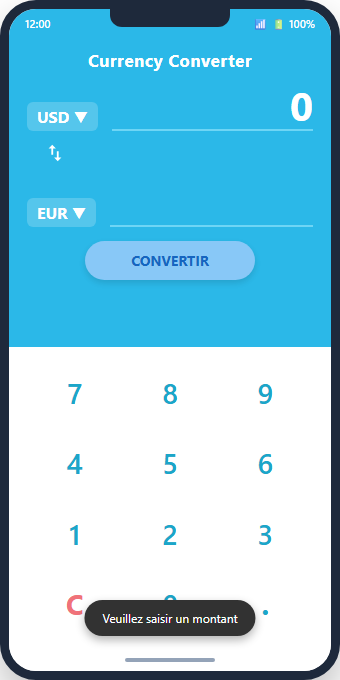 12:00 100%
Currency Converter
USD ▼ 0
EUR ▼
CONVERTIR
7 8 9
4 5 6
1 2 3
C .
Veuillez saisir un montant